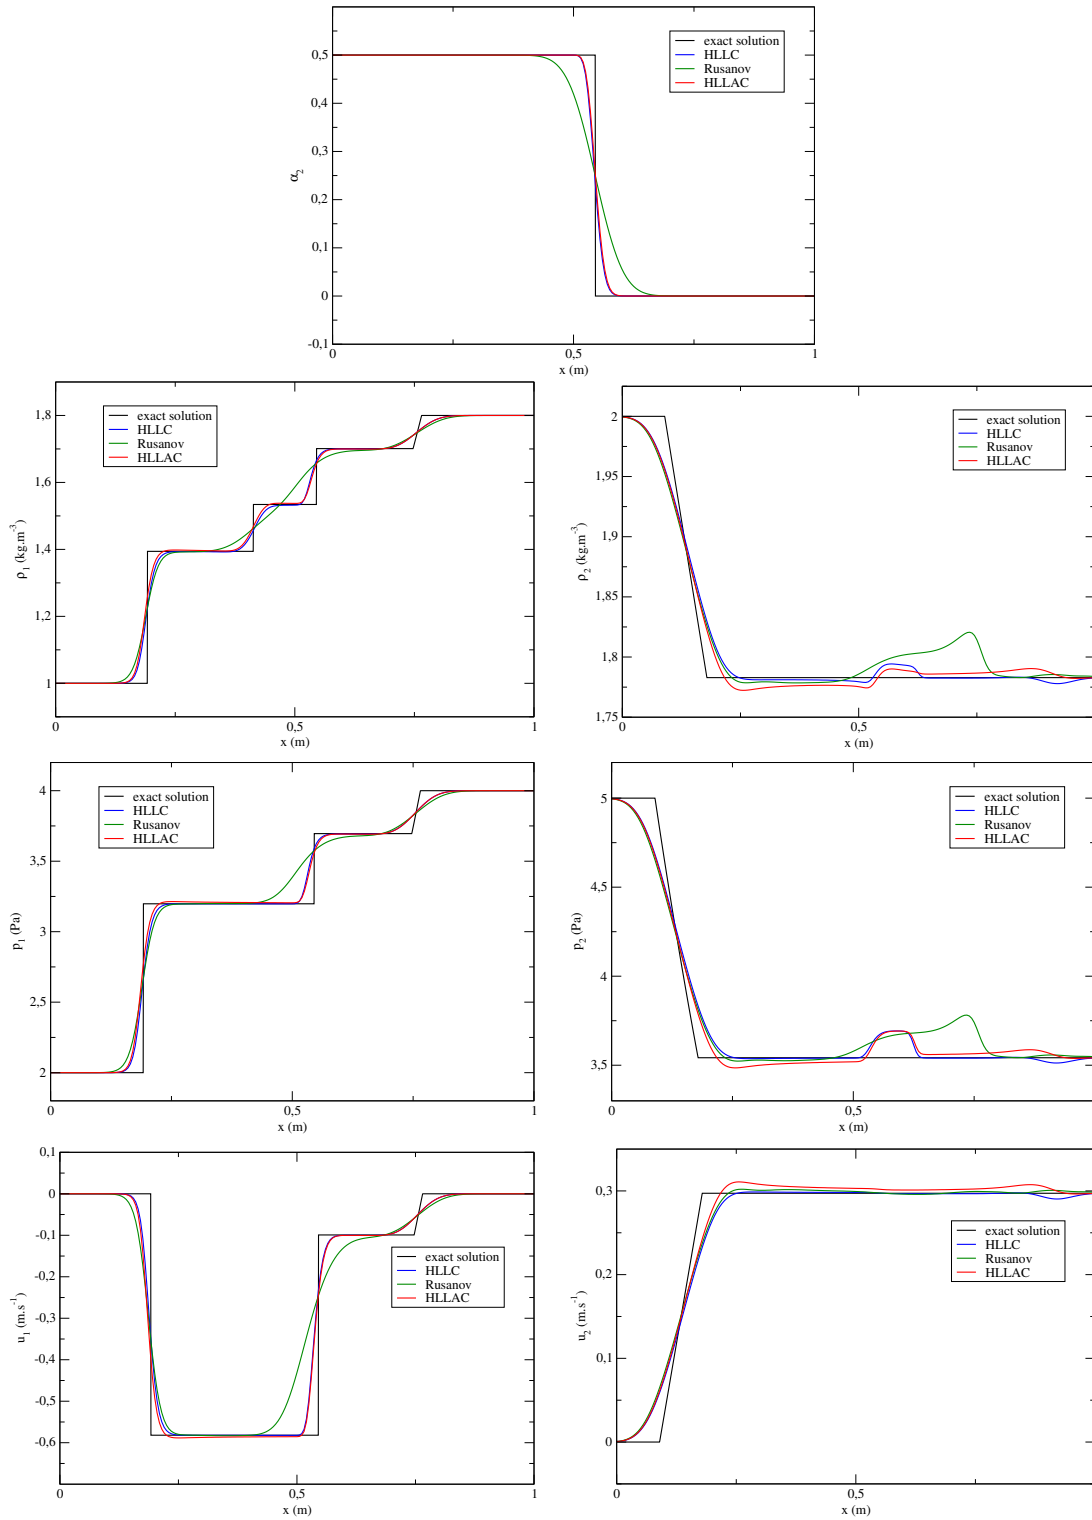 exact solution
HLLC
Rusanov
HLLAC
0,5
0,4
0,3
0,2
0,1
0
-0,1
α2
0
0,5
1
x (m)
exact solution
HLLC
Rusanov
HLLAC
1,8
1,6
1,4
1,2
1
ρ1 (kg.m-3)
0
0,5
1
x (m)
exact solution
HLLC
Rusanov
HLLAC
2
1,95
1,9
1,85
1,8
1,75
ρ2 (kg.m-3)
0
0,5
x (m)
exact solution
HLLC
Rusanov
HLLAC
4
3,5
3
2,5
2
p1 (Pa)
0
0,5
1
x (m)
exact solution
HLLC
Rusanov
HLLAC
5
4,5
4
3,5
p2 (Pa)
0
0,5
x (m)
exact solution
HLLC
Rusanov
HLLAC
0,1
0
-0,1
-0,2
-0,3
-0,4
-0,5
-0,6
u1 (m.s-1)
0
0,5
1
x (m)
exact solution
HLLC
Rusanov
HLLAC
0,3
0,2
0,1
0
u2 (m.s-1)
0
0,5
x (m)